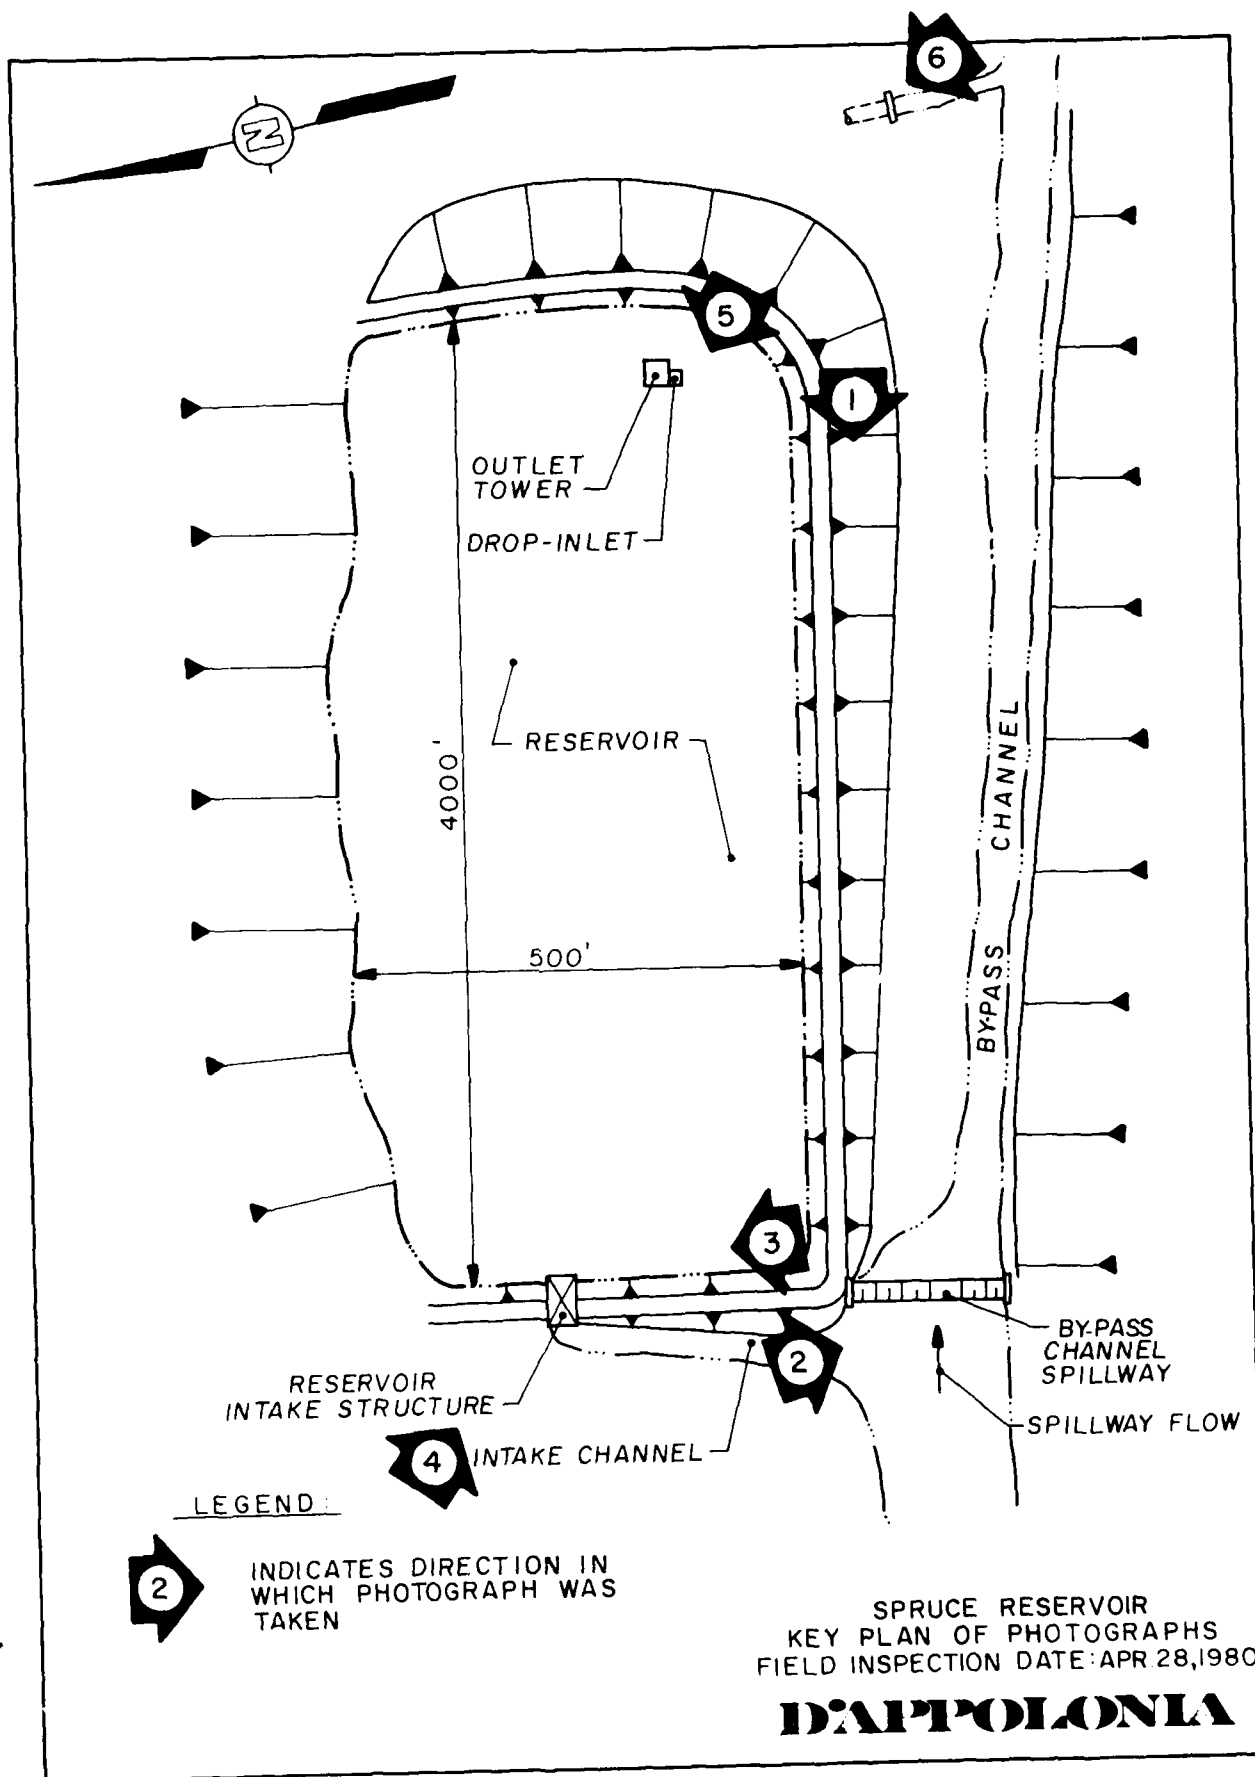 6
N
5
1
OUTLET
TOWER
DROP-INLET
RESERVOIR
4000'
500'
BY-PASS CHANNEL
3
2
BY-PASS
CHANNEL
SPILLWAY
SPILLWAY FLOW
RESERVOIR
INTAKE STRUCTURE
4
INTAKE CHANNEL
LEGEND:
2
INDICATES DIRECTION IN
WHICH PHOTOGRAPH WAS
TAKEN
SPRUCE RESERVOIR
KEY PLAN OF PHOTOGRAPHS
FIELD INSPECTION DATE: APR. 28, 1980
D'APPOLONIA